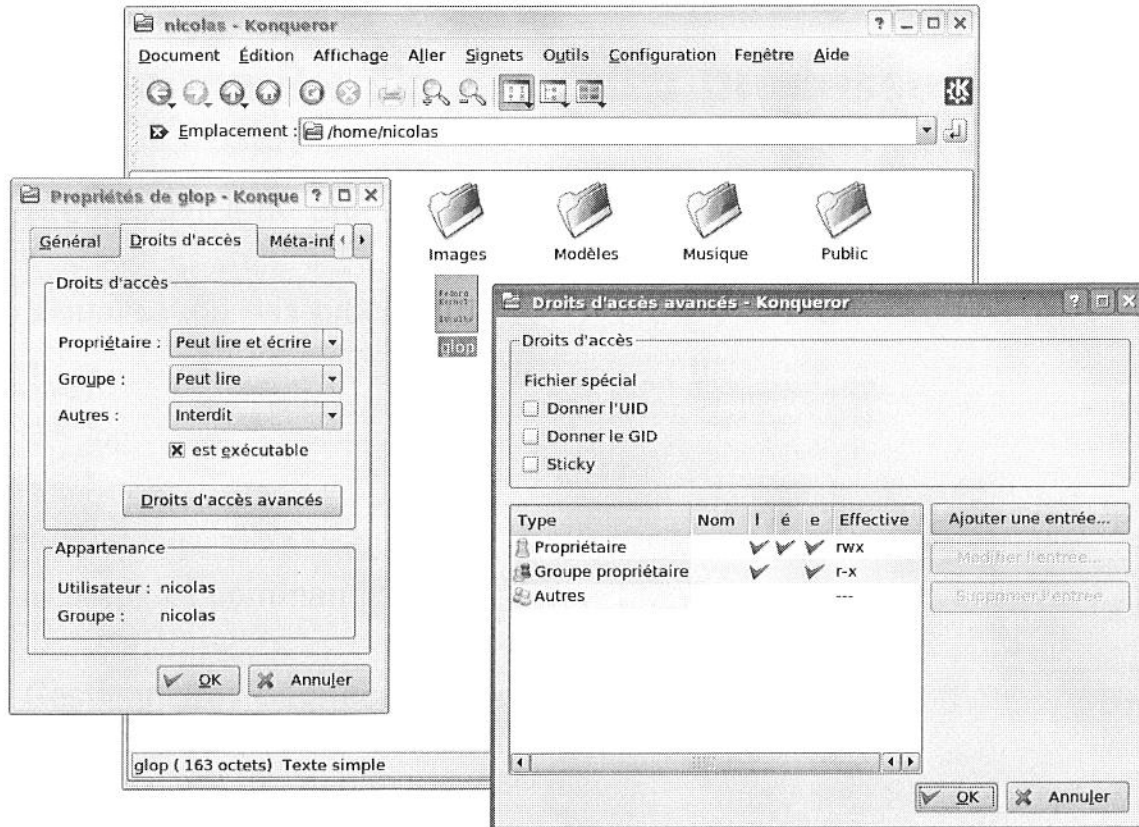 nicolas - Konqueror
Document Édition Affichage Aller Signets Outils Configuration Fenêtre Aide
Emplacement : /home/nicolas
Propriétés de glop - Konque
Général Droits d'accès Méta-inf
Droits d'accès
Propriétaire : Peut lire et écrire
Groupe : Peut lire
Autres : Interdit
est exécutable
Droits d'accès avancés
Appartenance
Utilisateur : nicolas
Groupe : nicolas
OK Annuler
Images Modèles Musique Public
Fedora
Kernel
glop
Droits d'accès avancés - Konqueror
Droits d'accès
Fichier spécial
Donner l'UID
Donner le GID
Sticky
Type Nom l é e Effective
Propriétaire rwx
Groupe propriétaire r-x
Autres ---
Ajouter une entrée...
Modifier l'entrée...
Supprimer l'entrée
OK Annuler
glop ( 163 octets) Texte simple